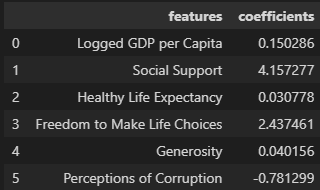 features coefficients
0 Logged GDP per Capita 0.150286
1 Social Support 4.157277
2 Healthy Life Expectancy 0.030778
3 Freedom to Make Life Choices 2.437461
4 Generosity 0.040156
5 Perceptions of Corruption -0.781299